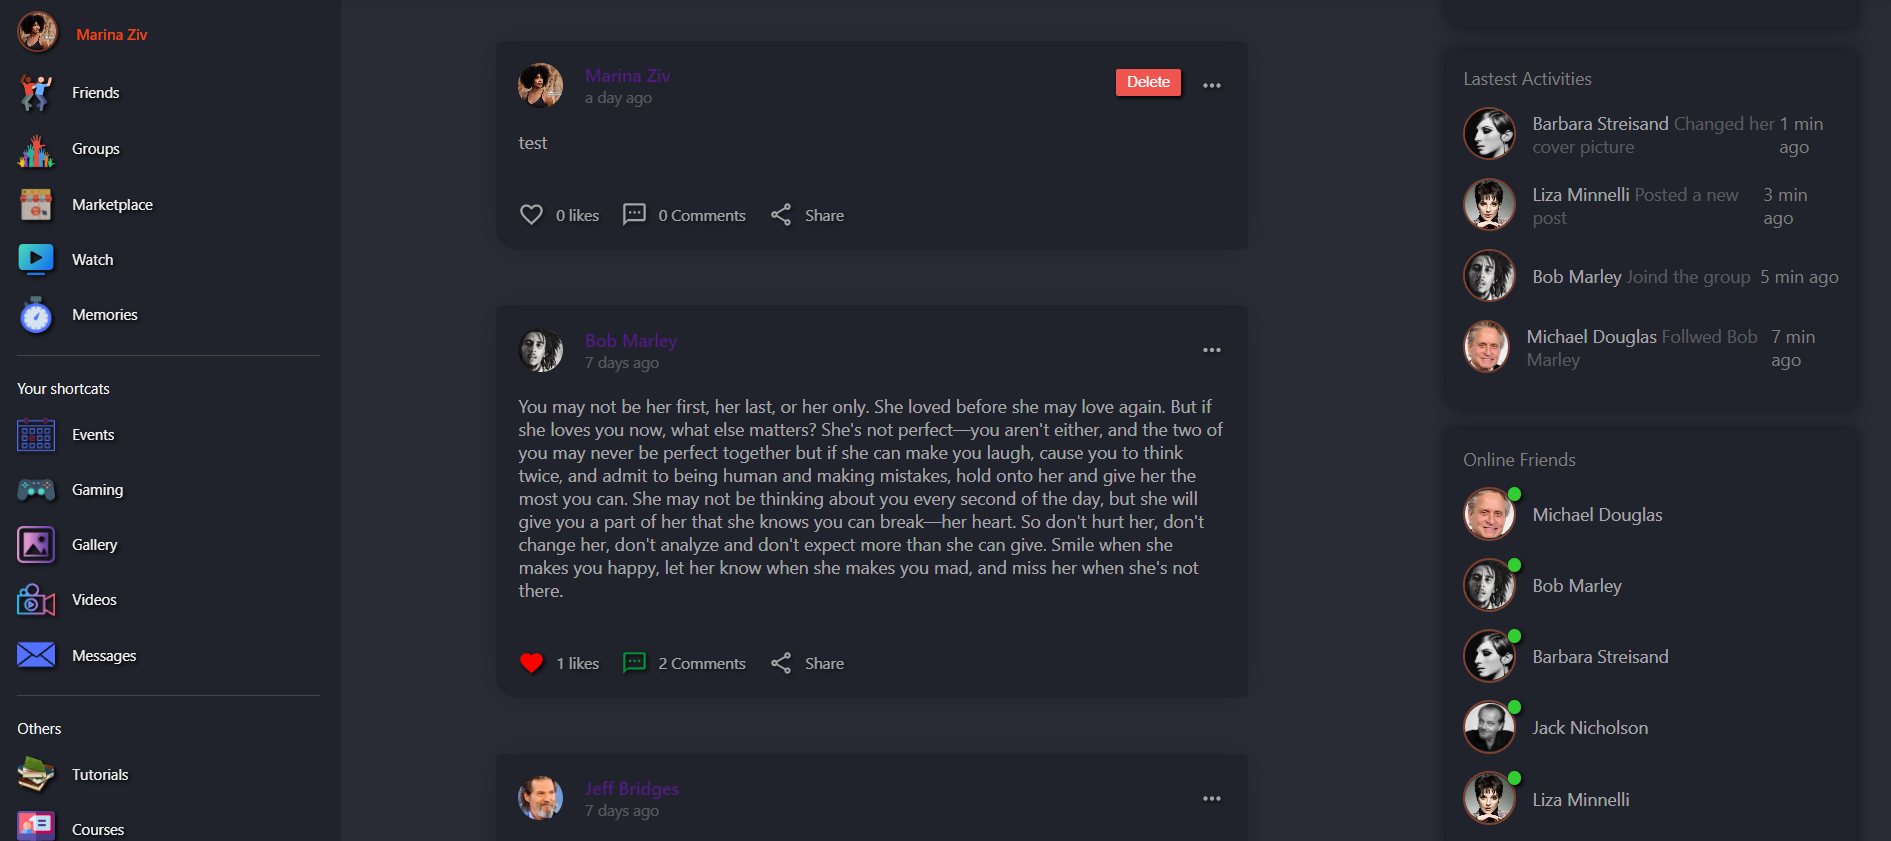 Marina Ziv
Friends
Groups
Marketplace
Watch
Memories
Your shortcats
Events
Gaming
Gallery
Videos
Messages
Others
Tutorials
Courses
Marina Ziv
a day ago
Delete
test
0 likes
0 Comments
Share
Bob Marley
7 days ago
You may not be her first, her last, or her only. She loved before she may love again. But if
she loves you now, what else matters? She's not perfect—you aren't either, and the two of
you may never be perfect together but if she can make you laugh, cause you to think
twice, and admit to being human and making mistakes, hold onto her and give her the
most you can. She may not be thinking about you every second of the day, but she will
give you a part of her that she knows you can break—her heart. So don't hurt her, don't
change her, don't analyze and don't expect more than she can give. Smile when she
makes you happy, let her know when she makes you mad, and miss her when she's not
there.
1 likes
2 Comments
Share
Jeff Bridges
7 days ago
Lastest Activities
Barbara Streisand Changed her 1 min
cover picture ago
Liza Minnelli Posted a new 3 min
post ago
Bob Marley Joind the group 5 min ago
Michael Douglas Follwed Bob 7 min
Marley ago
Online Friends
Michael Douglas
Bob Marley
Barbara Streisand
Jack Nicholson
Liza Minnelli